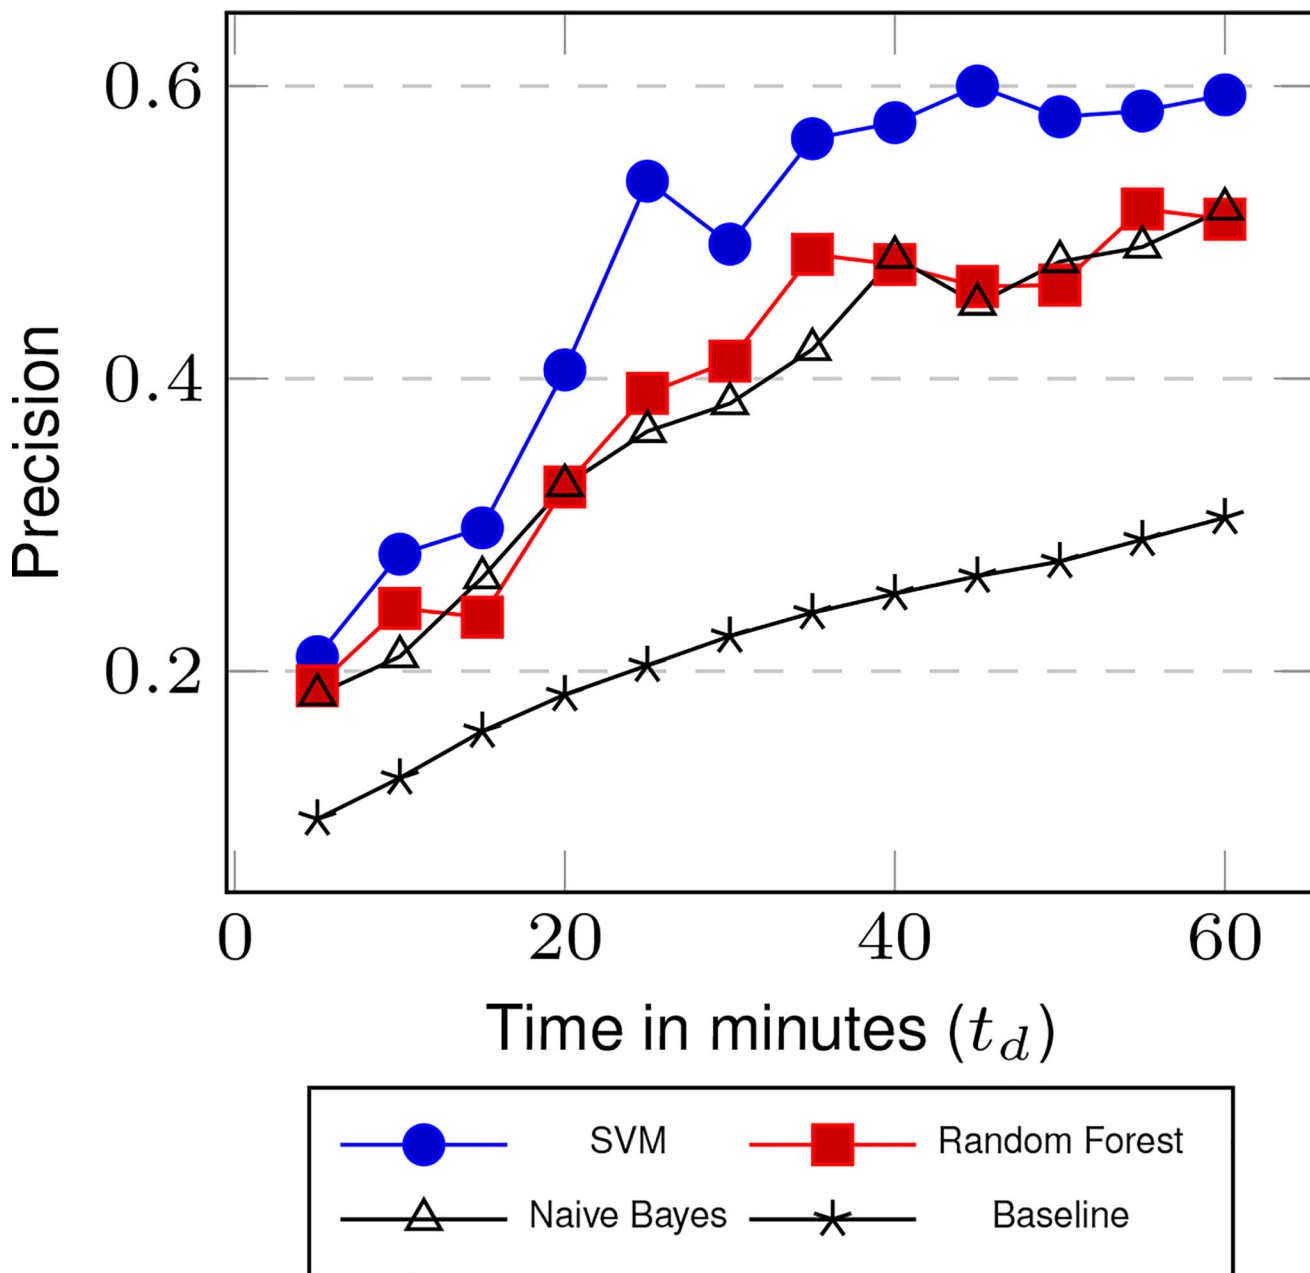 Precision
0.6
0.4
0.2
0 20 40 60
Time in minutes (t_d)
SVM Random Forest
Naive Bayes Baseline